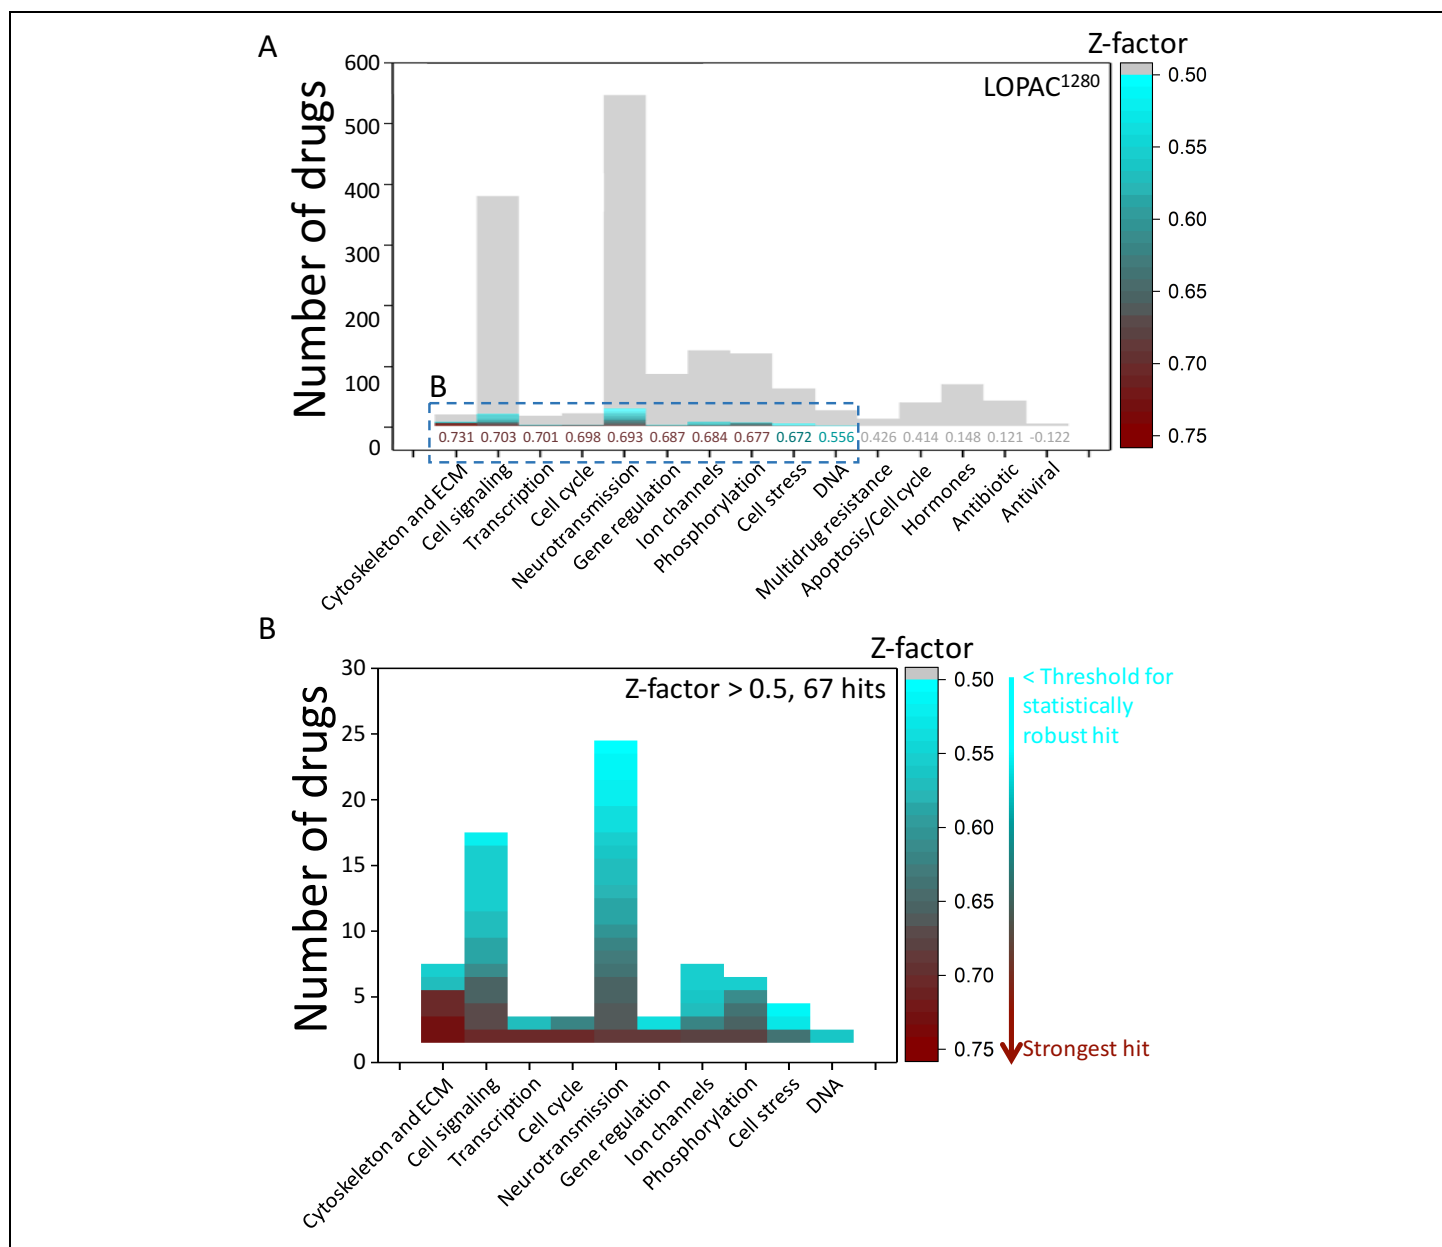 A
Z-factor
LOPAC1280
Number of drugs
600
500
400
300
200
100
0
0.50
0.55
0.60
0.65
0.70
0.75
B
0.731 0.703 0.701 0.698 0.693 0.687 0.684 0.677 0.672 0.556 0.426 0.414 0.148 0.121 -0.122
Cytoskeleton and ECM
Cell signaling
Transcription
Cell cycle
Neurotransmission
Gene regulation
Ion channels
Phosphorylation
Cell stress
DNA
Multidrug resistance
Apoptosis/Cell cycle
Hormones
Antibiotic
Antiviral
B
Z-factor
Z-factor > 0.5, 67 hits
Number of drugs
30
25
20
15
10
5
0
0.50
0.55
0.60
0.65
0.70
0.75
< Threshold for
statistically
robust hit
Strongest hit
Cytoskeleton and ECM
Cell signaling
Transcription
Cell cycle
Neurotransmission
Gene regulation
Ion channels
Phosphorylation
Cell stress
DNA